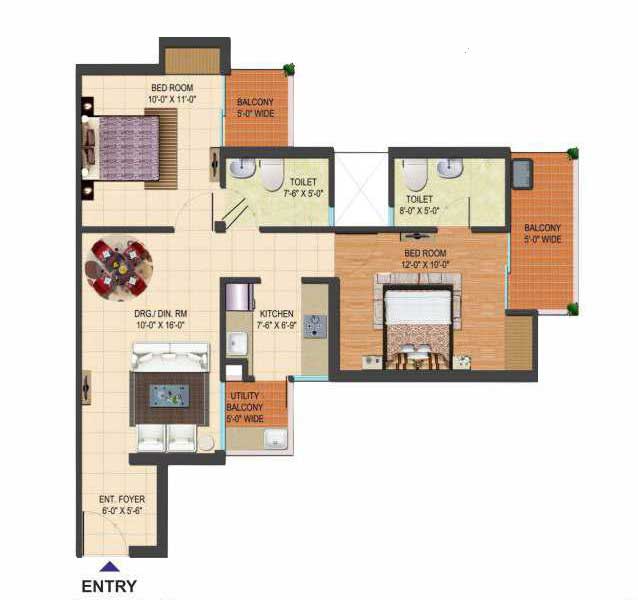 BED ROOM
10'-0" X 11'-0"
BALCONY
5'-0" WIDE
TOILET
7'-6" X 5'-0"
TOILET
8'-0" X 5'-0"
BALCONY
5'-0" WIDE
BED ROOM
12'-0" X 10'-0"
DRG./ DIN. RM
10'-0" X 16'-0"
KITCHEN
7'-6" X 6'-9"
UTILITY
BALCONY
5'-0" WIDE
ENT. FOYER
6'-0" X 5'-6"
ENTRY